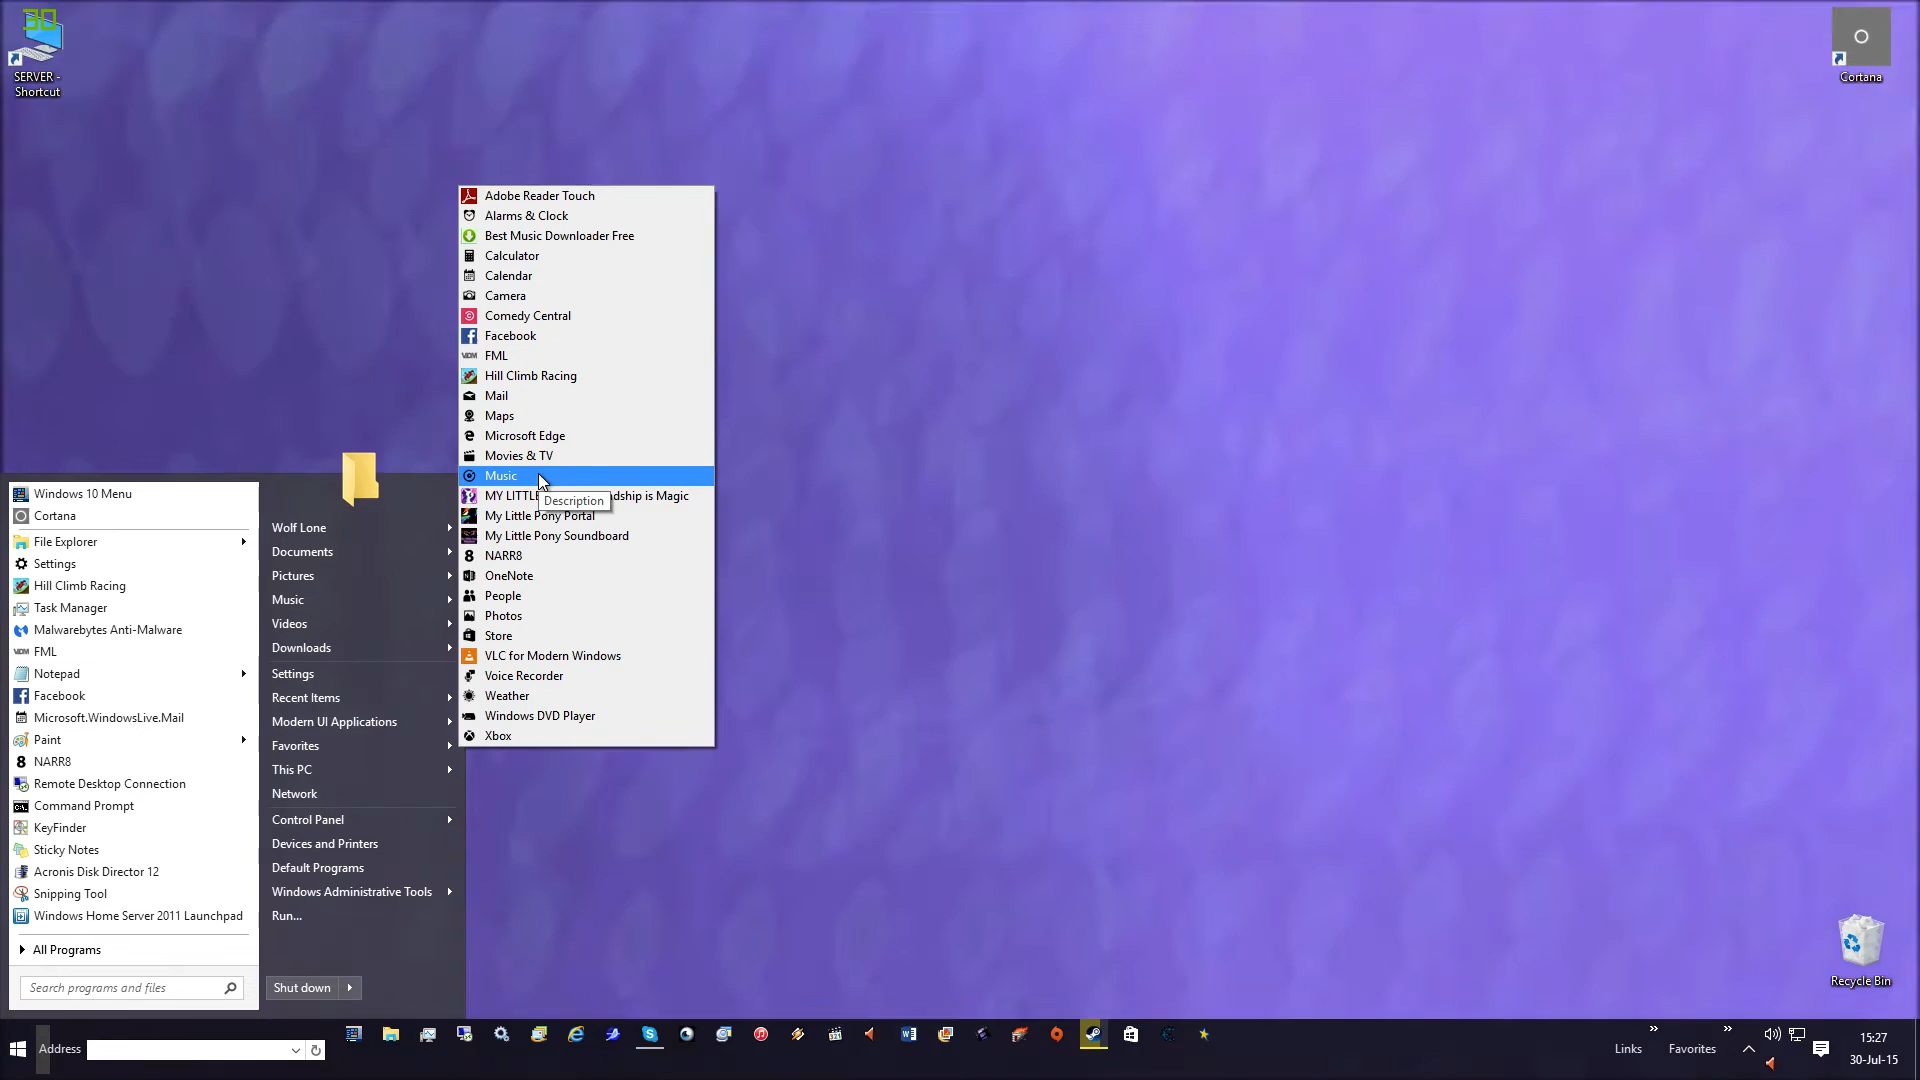 SERVER -
Shortcut
Cortana
Adobe Reader Touch
Alarms & Clock
Best Music Downloader Free
Calculator
Calendar
Camera
Comedy Central
Facebook
FML
Hill Climb Racing
Mail
Maps
Microsoft Edge
Movies & TV
Music
MY LITTLE
ndship is Magic
Description
My Little Pony Portal
My Little Pony Soundboard
NARR8
OneNote
People
Photos
Store
VLC for Modern Windows
Voice Recorder
Weather
Windows DVD Player
Xbox
Windows 10 Menu
Cortana
File Explorer
Settings
Hill Climb Racing
Task Manager
Malwarebytes Anti-Malware
FML
Notepad
Facebook
Microsoft.WindowsLive.Mail
Paint
NARR8
Remote Desktop Connection
Command Prompt
KeyFinder
Sticky Notes
Acronis Disk Director 12
Snipping Tool
Windows Home Server 2011 Launchpad
All Programs
Search programs and files
Wolf Lone
Documents
Pictures
Music
Videos
Downloads
Settings
Recent Items
Modern UI Applications
Favorites
This PC
Network
Control Panel
Devices and Printers
Default Programs
Windows Administrative Tools
Run...
Shut down
Recycle Bin
Address
Links
Favorites
15:27
30-Jul-15